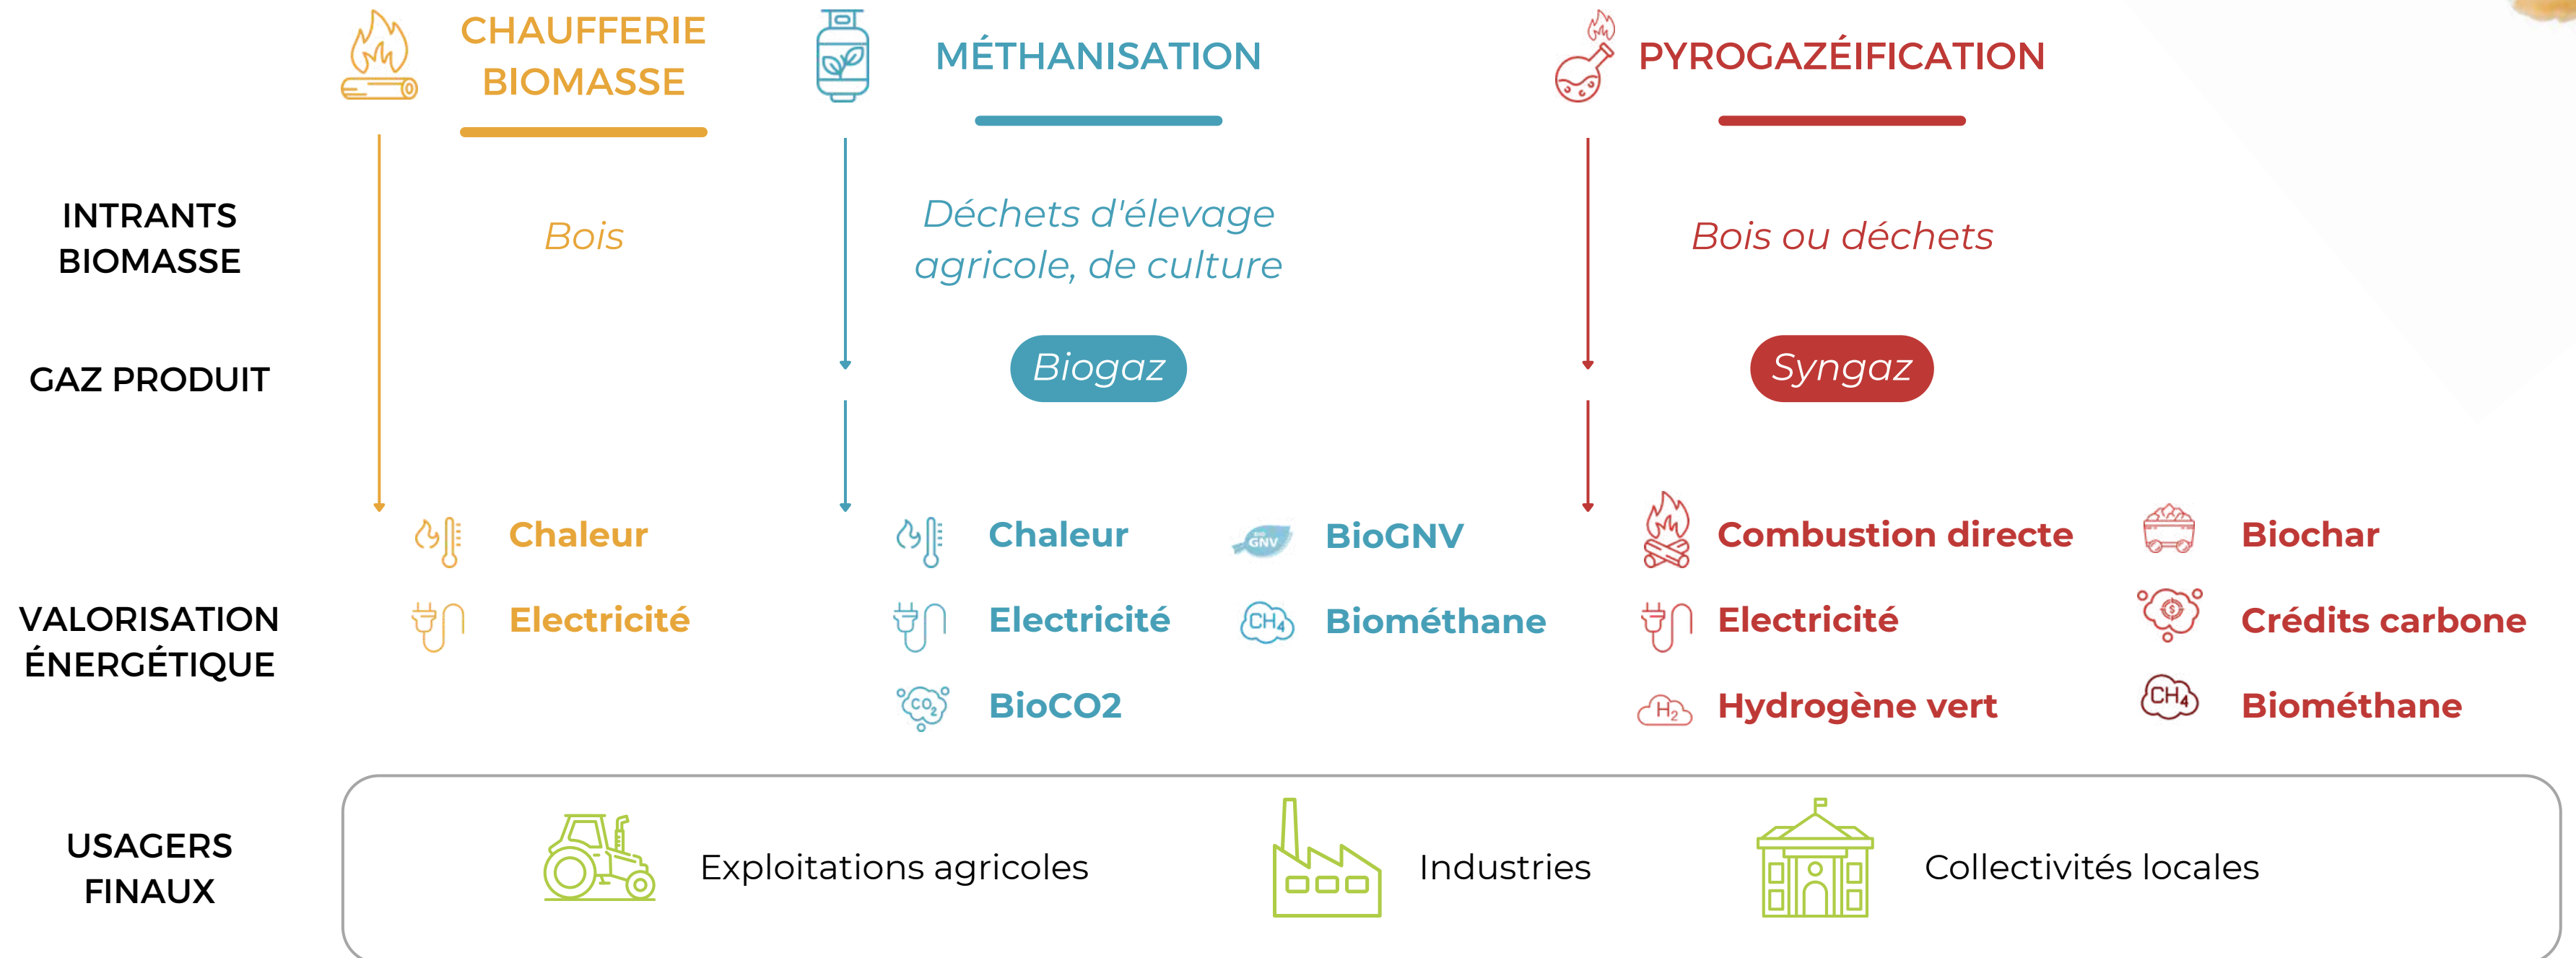 CHAUFFERIE
BIOMASSE
MÉTHANISATION
PYROGAZÉIFICATION
INTRANTS
BIOMASSE
Bois
Déchets d'élevage
agricole, de culture
Bois ou déchets
GAZ PRODUIT
Biogaz
Syngaz
VALORISATION
ÉNERGÉTIQUE
Chaleur
Electricité
Chaleur
Electricité
CO2
BioCO2
BIO
GNV
BioGNV
CH4
Biométhane
Combustion directe
Electricité
H2
Hydrogène vert
Biochar
$
Crédits carbone
CH4
Biométhane
USAGERS
FINAUX
Exploitations agricoles
Industries
Collectivités locales